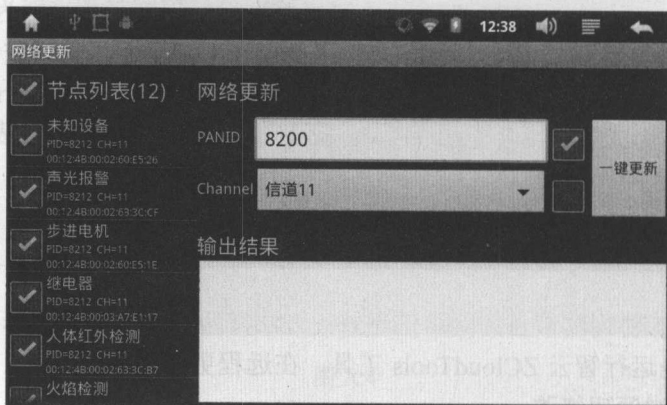 12:38
网络更新
节点列表(12)
未知设备
PID=8212 CH=11
00:12:4B:00:02:60:E5:26
声光报警
PID=8212 CH=11
00:12:4B:00:02:63:3C:CF
步进电机
PID=8212 CH=11
00:12:4B:00:02:60:E5:1E
继电器
PID=8212 CH=11
00:12:4B:00:03:A7:E1:17
人体红外检测
PID=8212 CH=11
00:12:4B:00:02:63:3C:B7
火焰检测
网络更新
PANID 8200
Channel 信道11
一键更新
输出结果